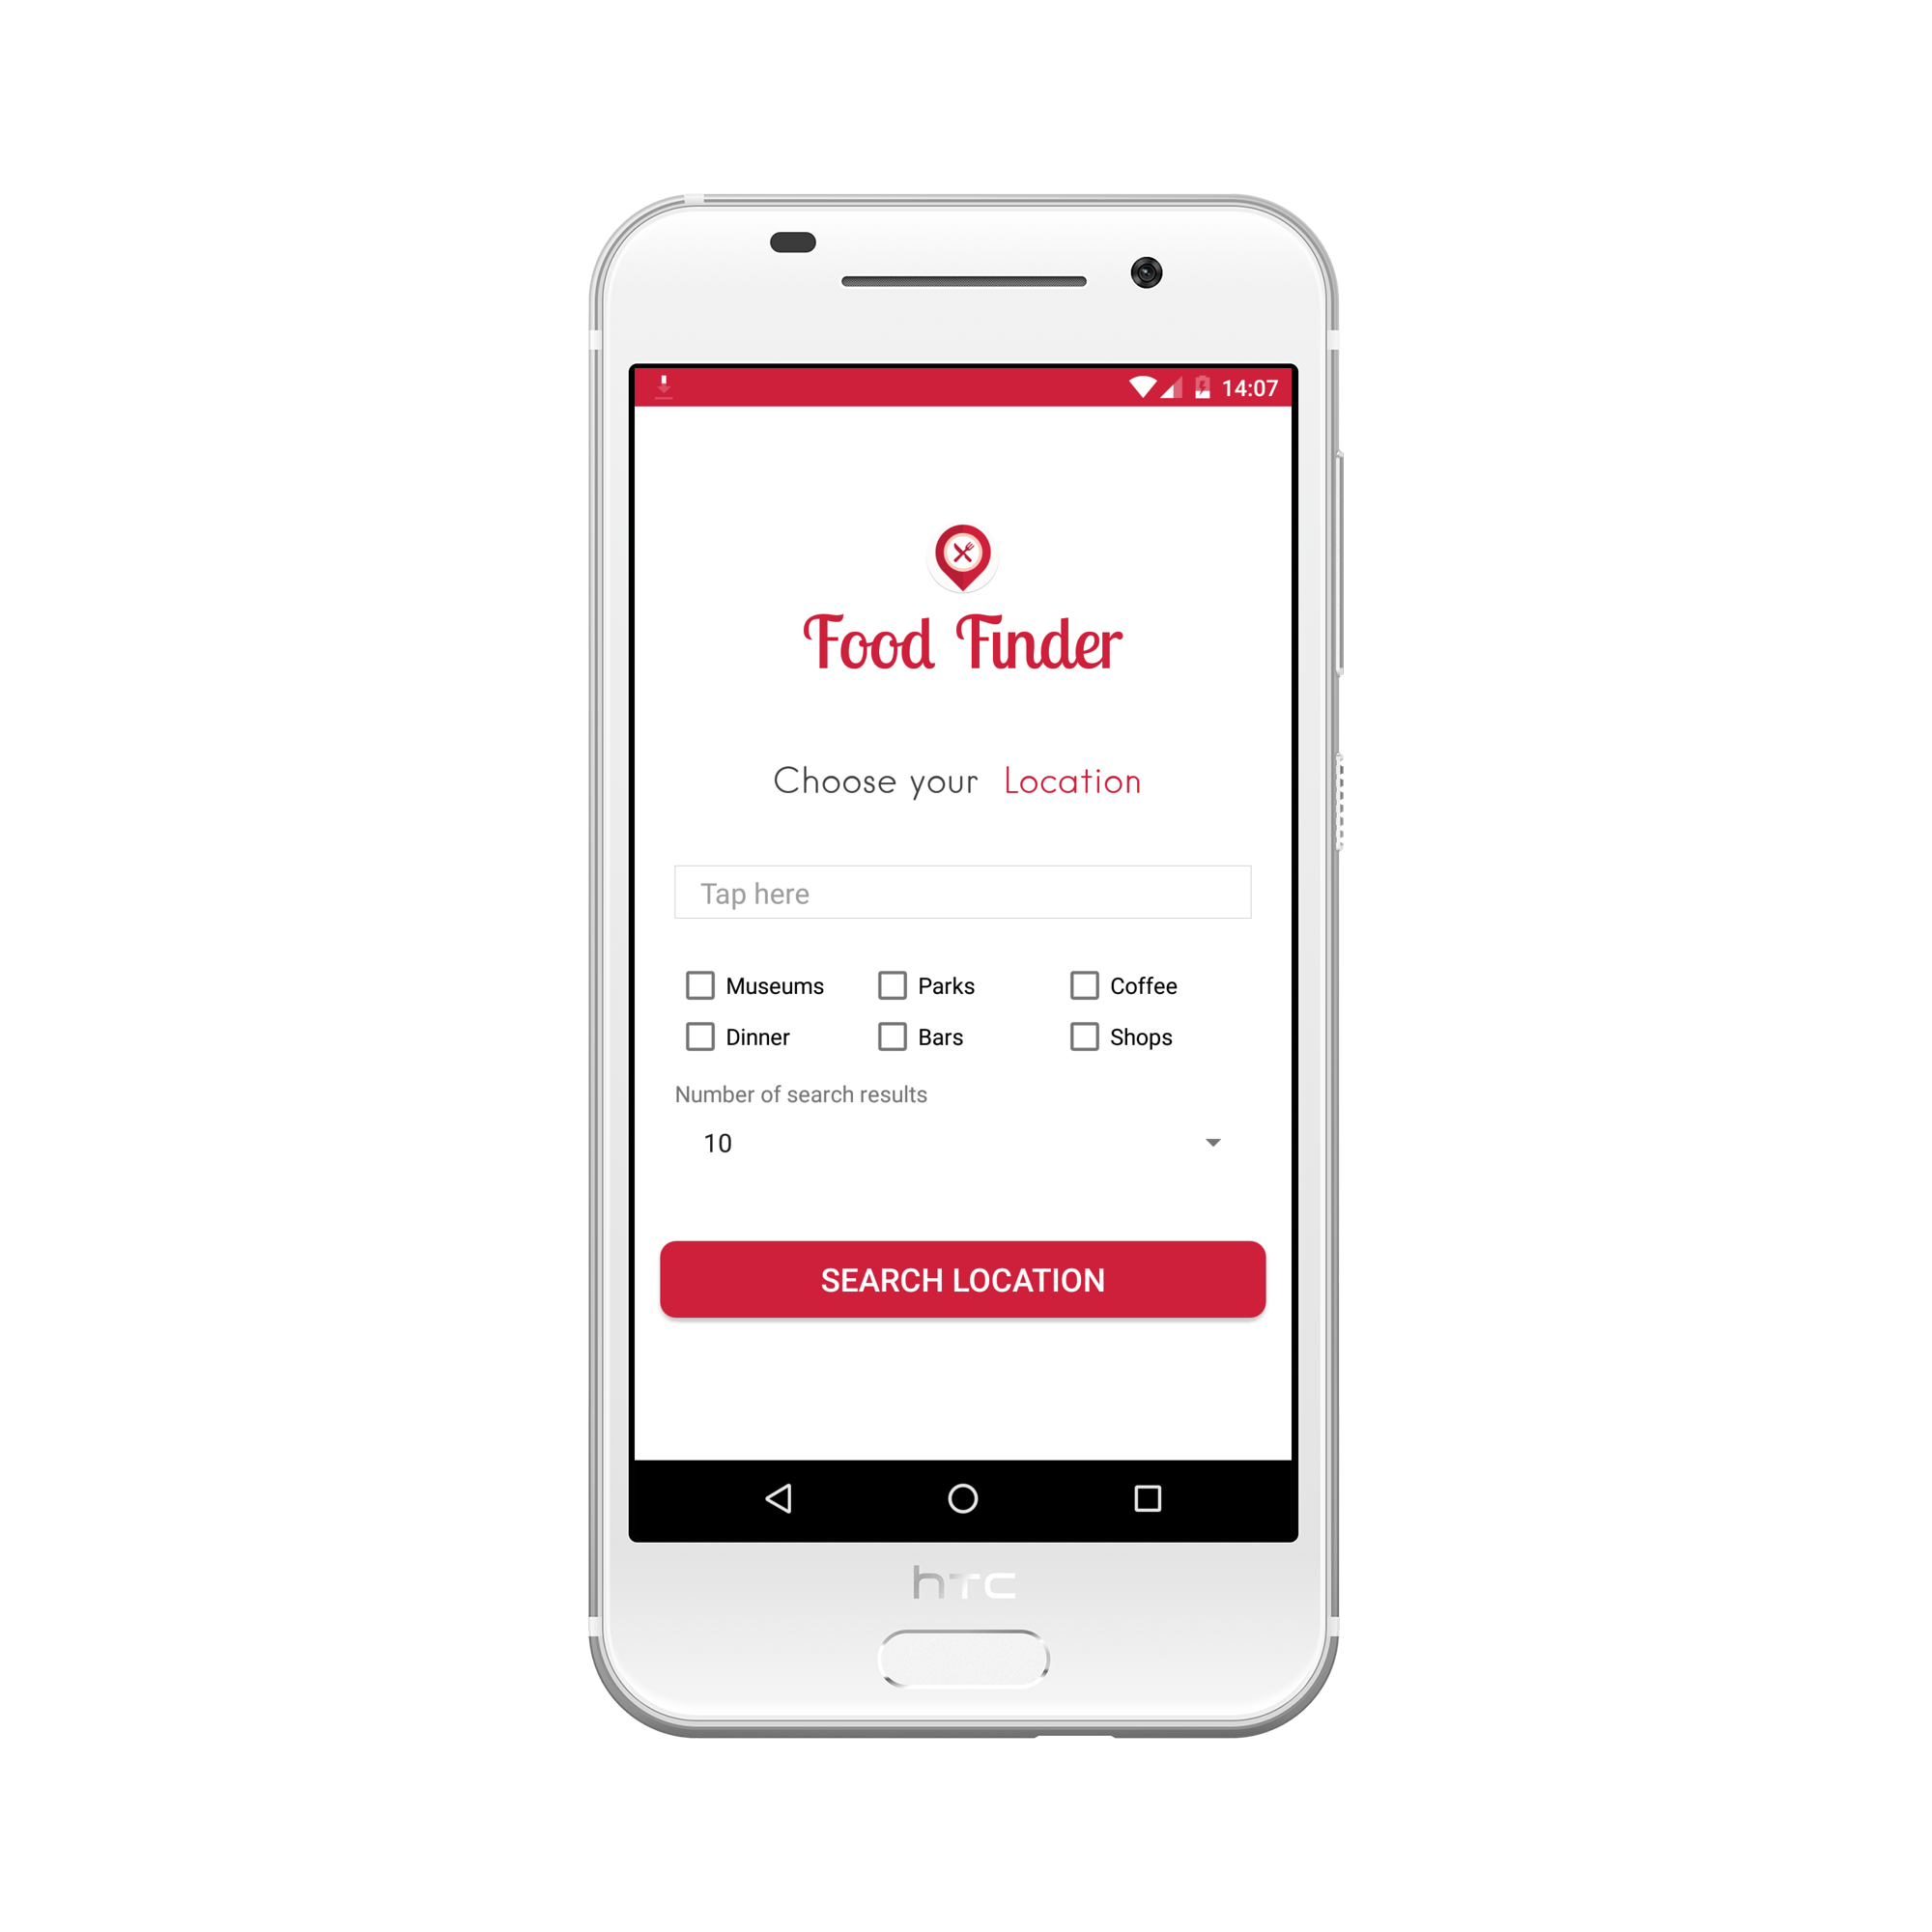 14:07
Food Finder
Choose your Location
Tap here
Museums Parks Coffee
Dinner Bars Shops
Number of search results
10
SEARCH LOCATION
hTC